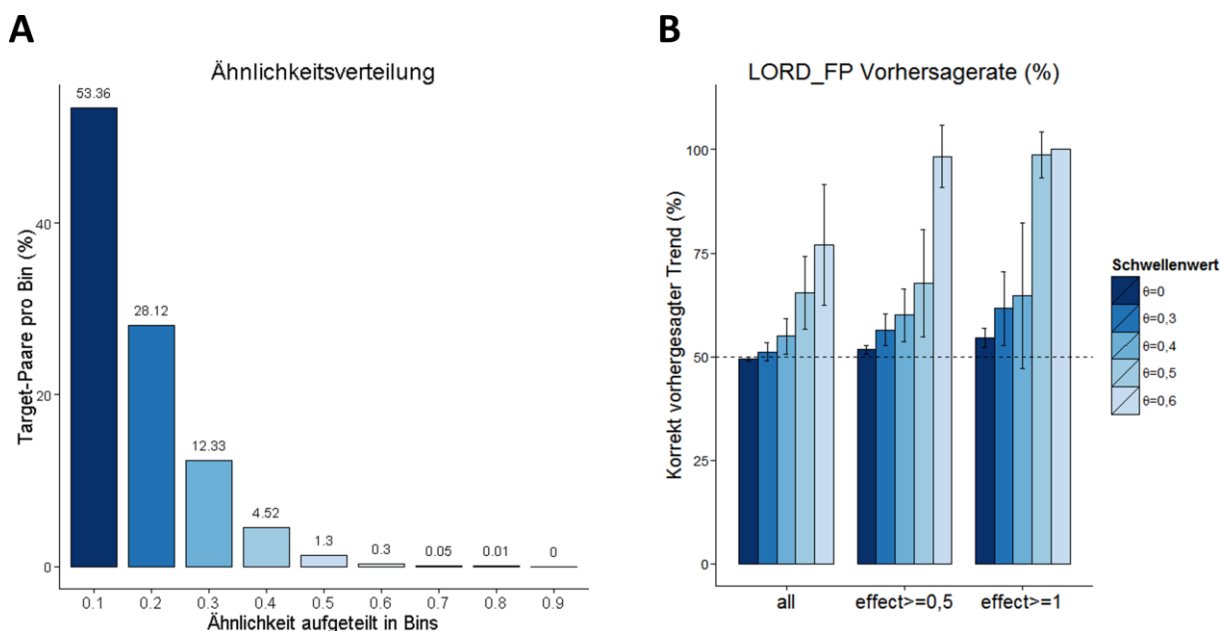 A
Ähnlichkeitsverteilung
Target-Paare pro Bin (%)
40
20
0
53.36
28.12
12.33
4.52
1.3
0.3
0.05
0.01
0
0.1 0.2 0.3 0.4 0.5 0.6 0.7 0.8 0.9
Ähnlichkeit aufgeteilt in Bins
B
LORD_FP Vorhersagerate (%)
Korrekt vorhergesagter Trend (%)
100
75
50
25
0
all effect>=0,5 effect>=1
Schwellenwert
θ=0
θ=0,3
θ=0,4
θ=0,5
θ=0,6